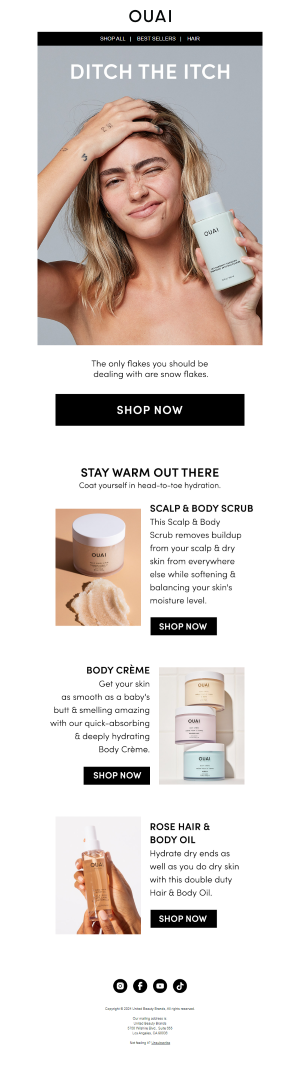 OUAI
SHOP ALL | BEST SELLERS | HAIR
DITCH THE ITCH
OUAI
The only flakes you should be
dealing with are snow flakes.
SHOP NOW
STAY WARM OUT THERE
Coat yourself in head-to-toe hydration.
SCALP & BODY SCRUB
This Scalp & Body
Scrub removes buildup
from your scalp & dry
skin from everywhere
else while softening &
balancing your skin's
moisture level.
SHOP NOW
OUAI
BODY CRÈME
Get your skin
as smooth as a baby's
butt & smelling amazing
with our quick-absorbing
& deeply hydrating
Body Crème.
SHOP NOW
OUAI
OUAI
OUAI
ROSE HAIR &
BODY OIL
Hydrate dry ends as
well as you do dry skin
with this double duty
Hair & Body Oil.
SHOP NOW
OUAI
Copyright © 2024 United Beauty Brands, All rights reserved.
Our mailing address is:
United Beauty Brands
Los Angeles, CA 90005
Not feeling it? Unsubscribe